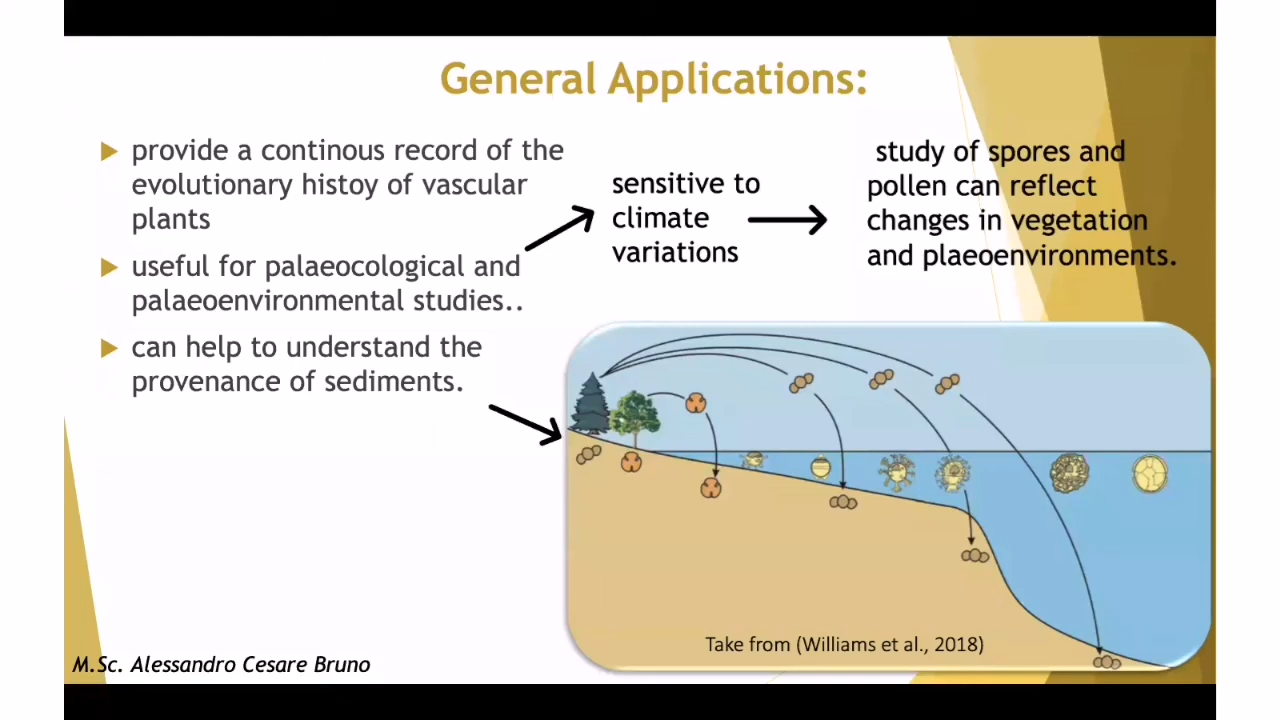 General Applications:
provide a continous record of the
evolutionary histoy of vascular
plants
useful for palaeocological and
palaeoenvironmental studies..
can help to understand the
provenance of sediments.
sensitive to
climate
variations
study of spores and
pollen can reflect
changes in vegetation
and plaeoenvironments.
Take from (Williams et al., 2018)
M.Sc. Alessandro Cesare Bruno